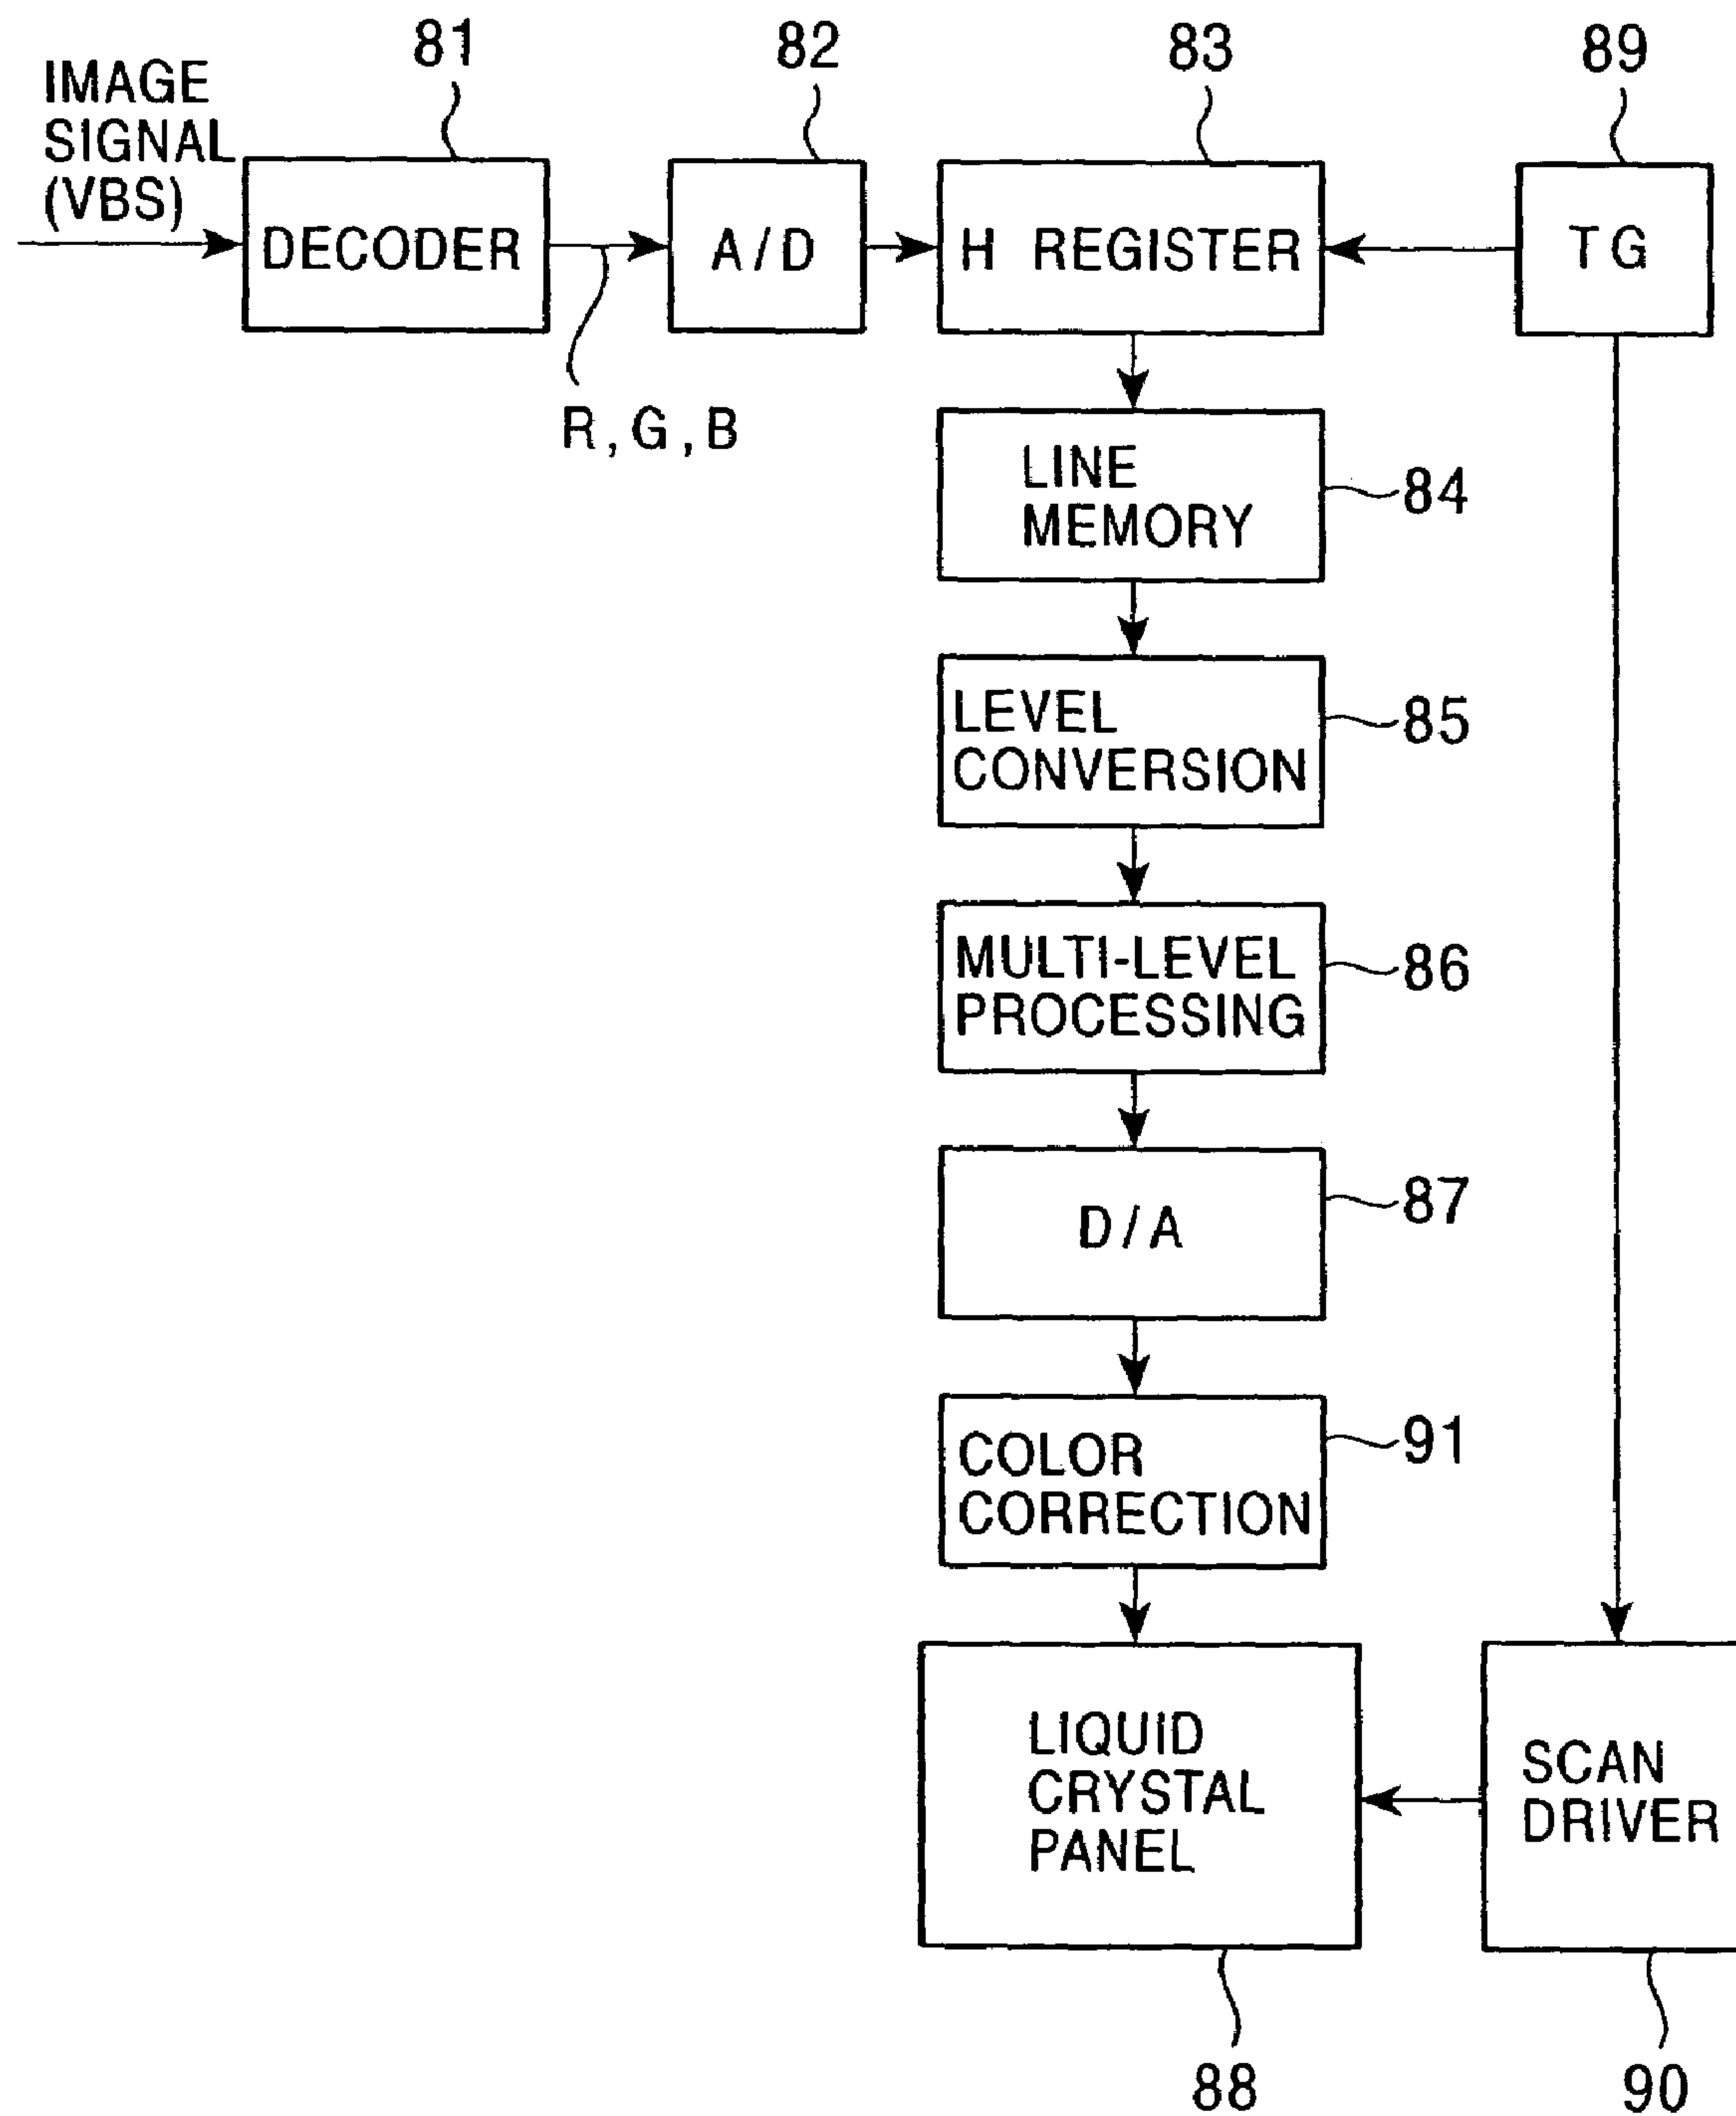 81
82
83
89
IMAGE
SIGNAL
(VBS)
DECODER
A/D
H REGISTER
TG
R,G,B
LINE
MEMORY
84
LEVEL
CONVERSION
85
MULTI-LEVEL
PROCESSING
86
D/A
87
COLOR
CORRECTION
91
LIQUID
CRYSTAL
PANEL
SCAN
DRIVER
88
90